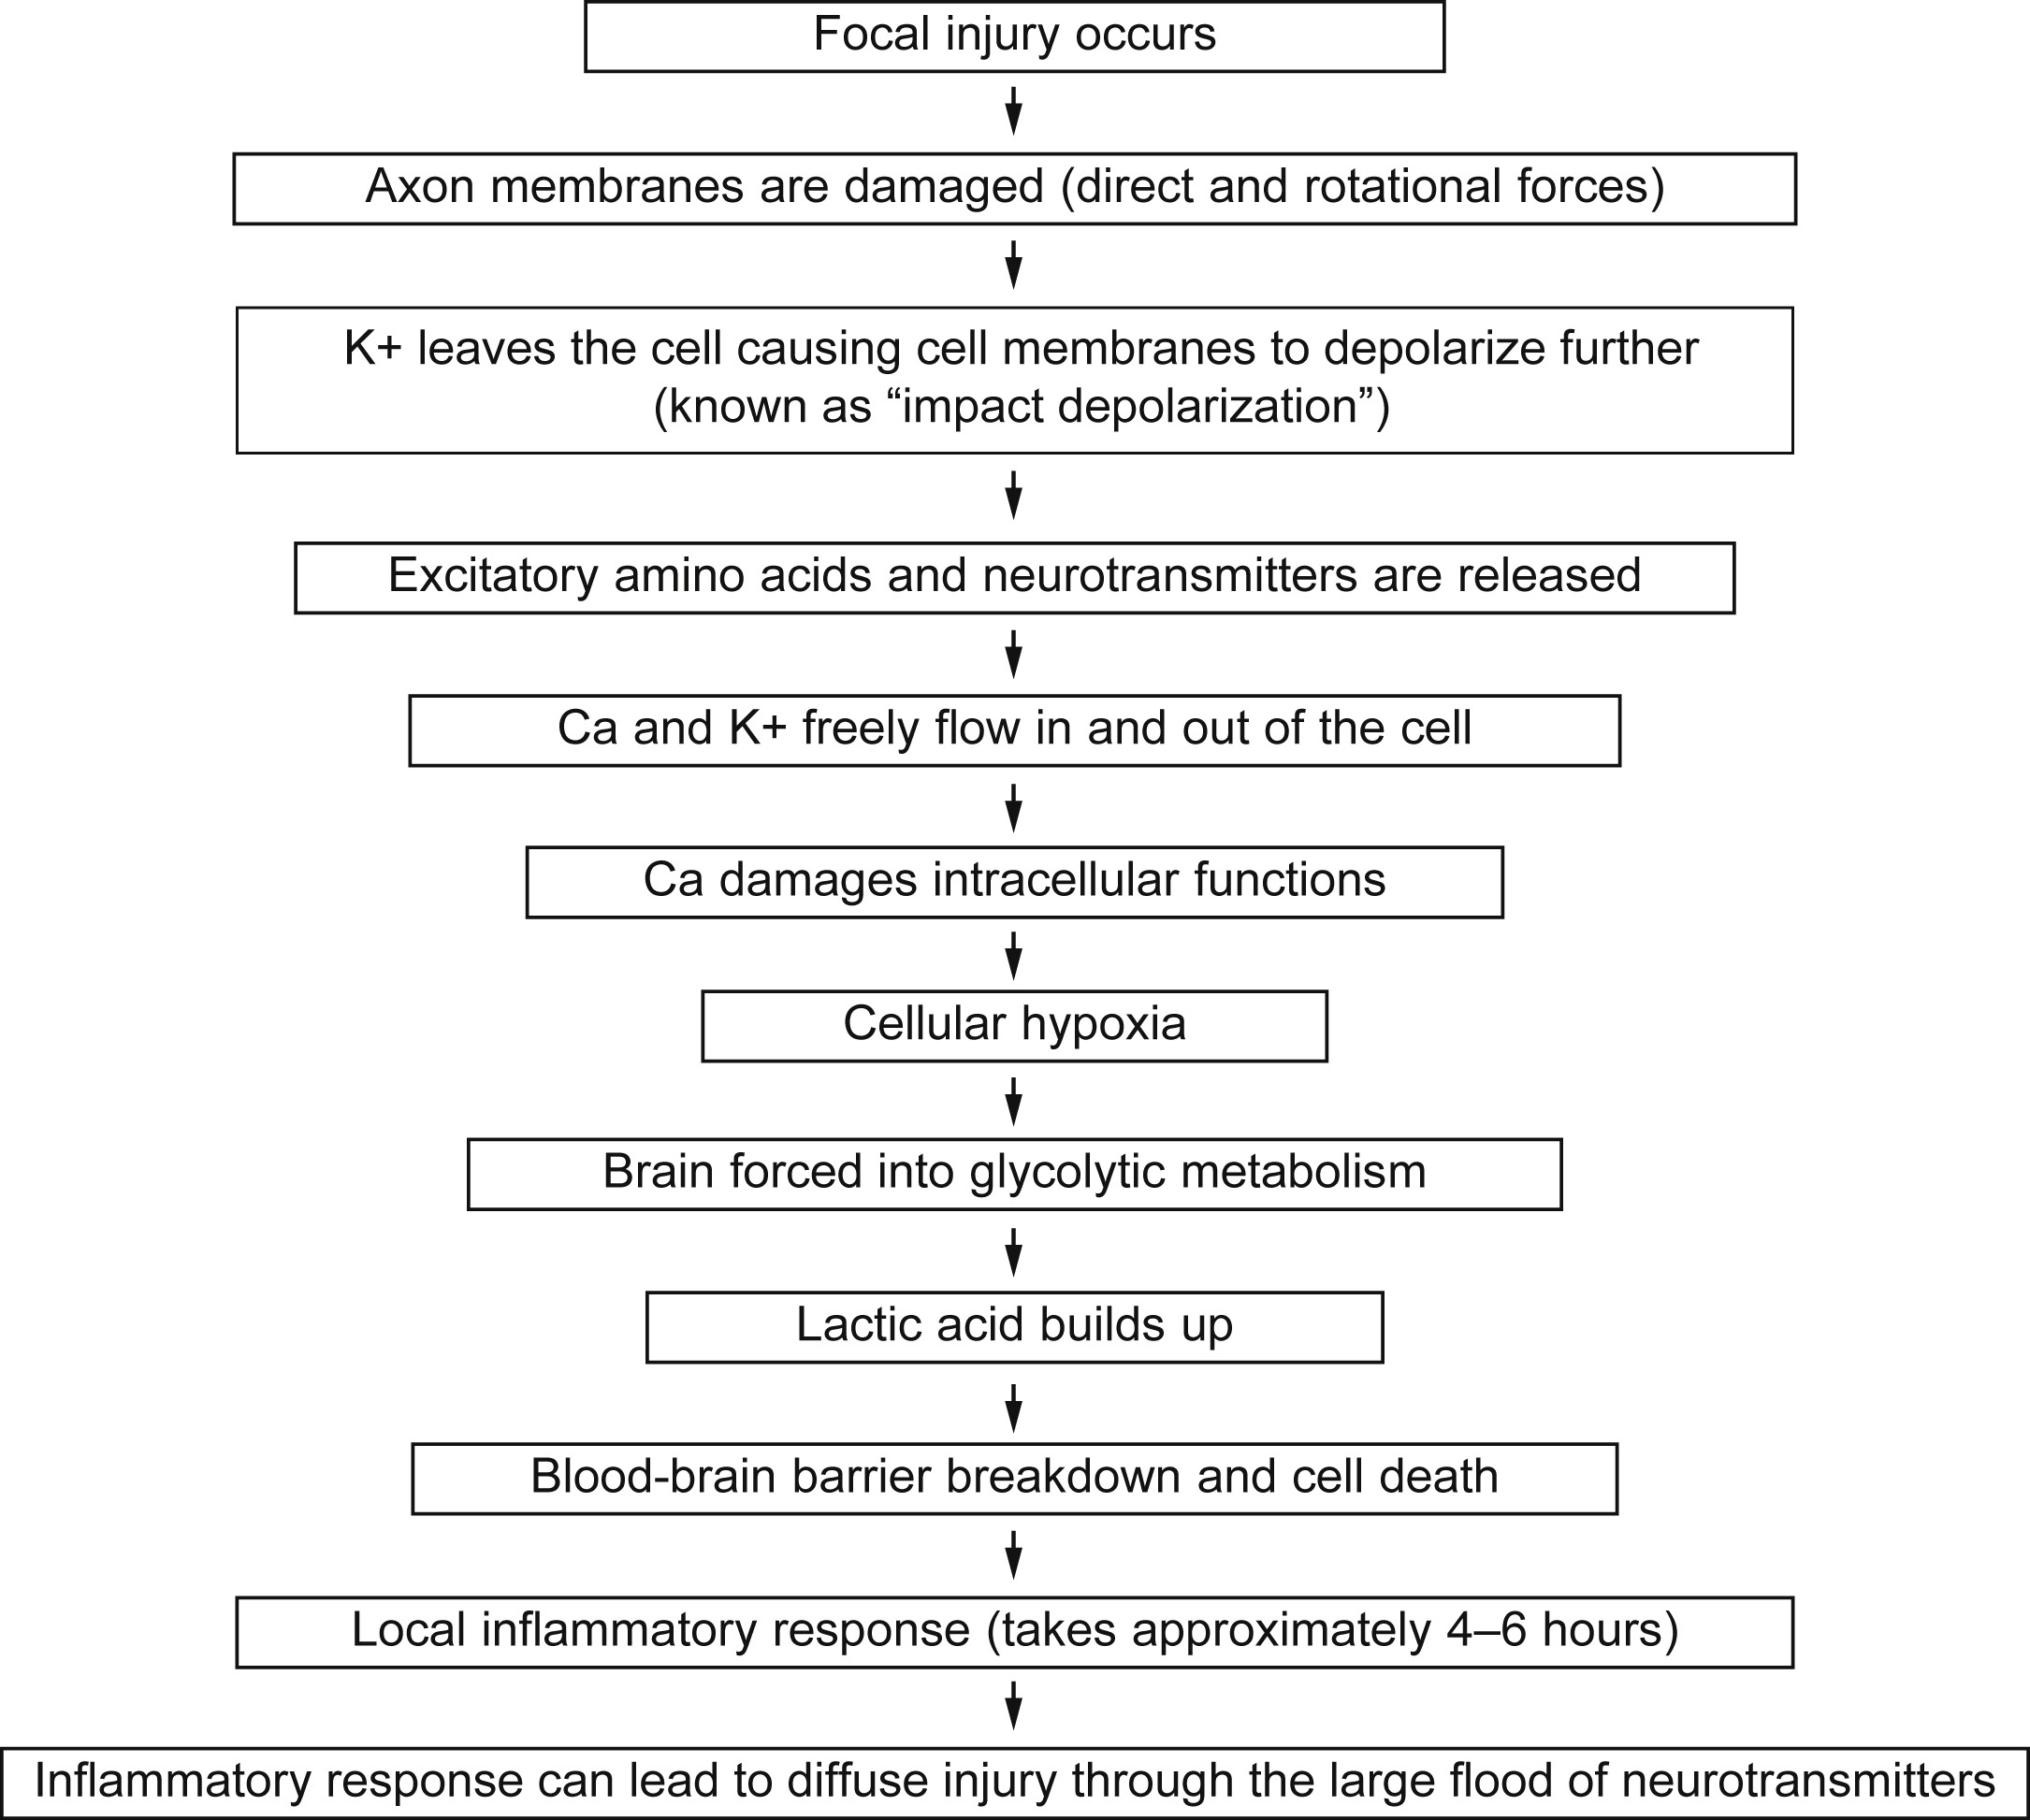 Focal injury occurs
Axon membranes are damaged (direct and rotational forces)
K+ leaves the cell causing cell membranes to depolarize further
(known as “impact depolarization”)
Excitatory amino acids and neurotransmitters are released
Ca and K+ freely flow in and out of the cell
Ca damages intracellular functions
Cellular hypoxia
Brain forced into glycolytic metabolism
Lactic acid builds up
Blood-brain barrier breakdown and cell death
Local inflammatory response (takes approximately 4–6 hours)
Inflammatory response can lead to diffuse injury through the large flood of neurotransmitters